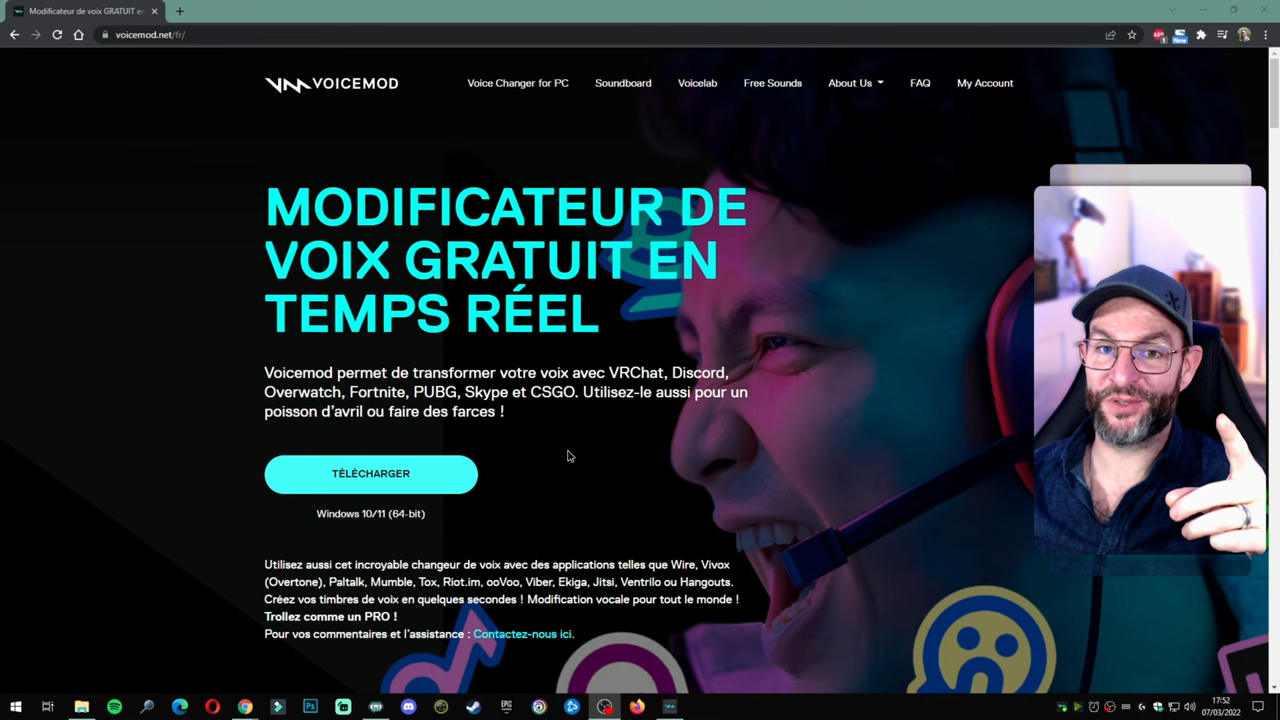 Modificateur de voix GRATUIT en
voicemod.net/fr/
New
VOICEMOD
Voice Changer for PC
Soundboard
Voicelab
Free Sounds
About Us
FAQ
My Account
MODIFICATEUR DE
VOIX GRATUIT EN
TEMPS RÉEL
Voicemod permet de transformer votre voix avec VRChat, Discord,
Overwatch, Fortnite, PUBG, Skype et CSGO. Utilisez-le aussi pour un
poisson d’avril ou faire des farces !
TÉLÉCHARGER
Windows 10/11 (64-bit)
Utilisez aussi cet incroyable changeur de voix avec des applications telles que Wire, Vivox
(Overtone), Paltalk, Mumble, Tox, Riot.im, ooVoo, Viber, Ekiga, Jitsi, Ventrilo ou Hangouts.
Créez vos timbres de voix en quelques secondes ! Modification vocale pour tout le monde !
Trollez comme un PRO !
Pour vos commentaires et l’assistance : Contactez-nous ici.
Ps
EPIC
17:52
07/03/2022